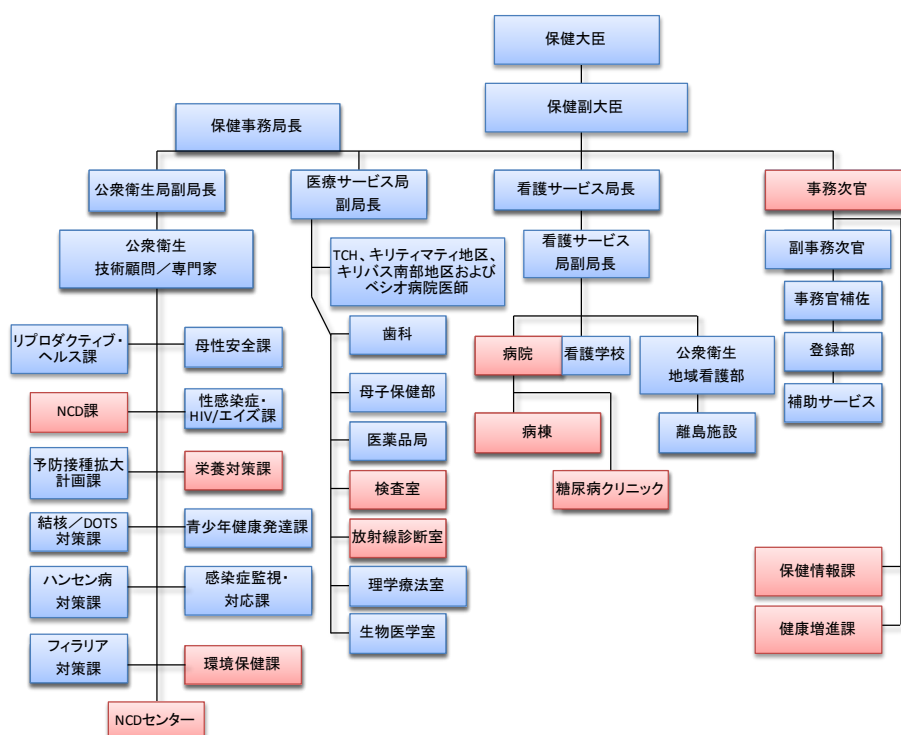 保健大臣
保健副大臣
保健事務局長
公衆衛生局副局長
医療サービス局
副局長
看護サービス局長
事務次官
公衆衛生
技術顧問／専門家
TCH、キリティマティ地区、
キリバス南部地区および
ベシオ病院医師
看護サービス
局副局長
副事務次官
事務官補佐
登録部
補助サービス
リプロダクティブ・
ヘルス課
母性安全課
NCD課
性感染症・
HIV/エイズ課
予防接種拡大
計画課
栄養対策課
結核／DOTS
対策課
青少年健康発達課
ハンセン病
対策課
感染症監視・
対応課
フィラリア
対策課
環境保健課
NCDセンター
歯科
母子保健部
医薬品局
検査室
放射線診断室
理学療法室
生物医学室
病院
看護学校
公衆衛生
地域看護部
病棟
離島施設
糖尿病クリニック
保健情報課
健康増進課